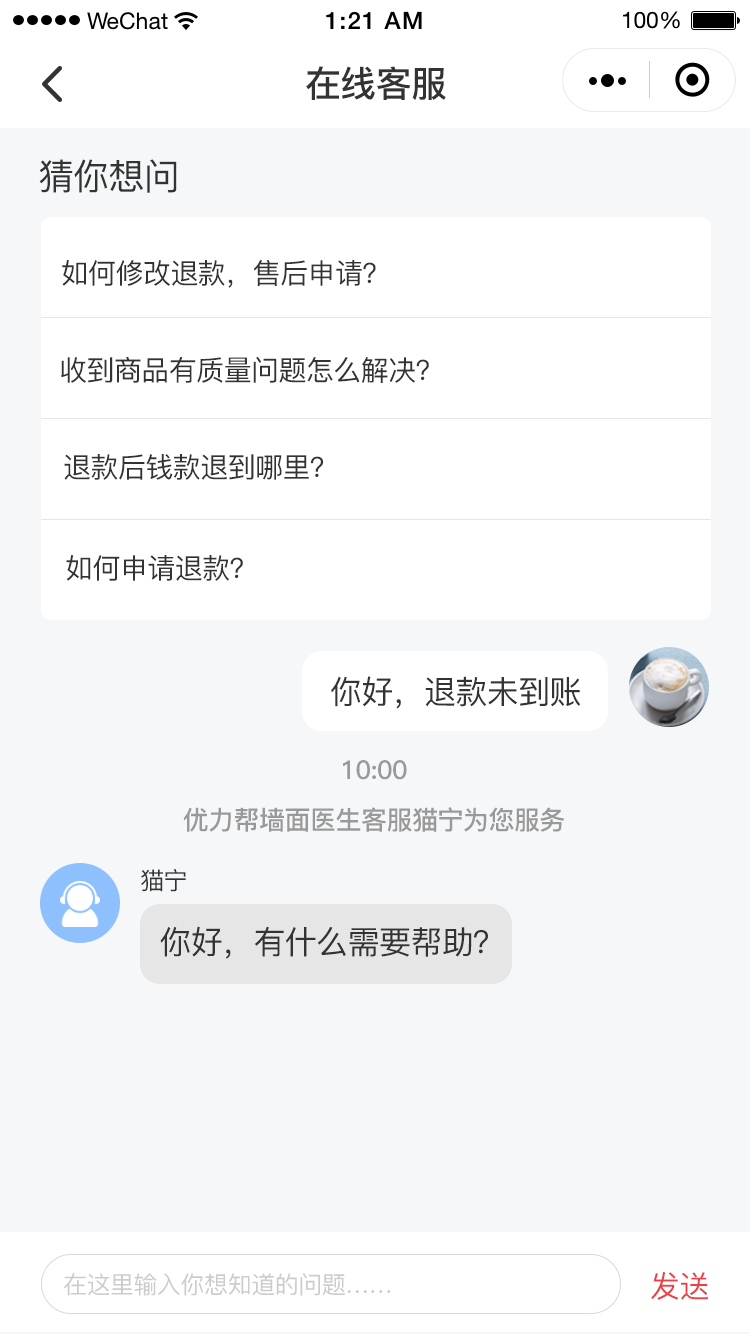 ●●●●● WeChat 1:21 AM 100%
在线客服
猜你想问
如何修改退款，售后申请?
收到商品有质量问题怎么解决?
退款后钱款退到哪里?
如何申请退款?
你好，退款未到账
10:00
优力帮墙面医生客服猫宁为您服务
猫宁
你好，有什么需要帮助?
在这里输入你想知道的问题…… 发送